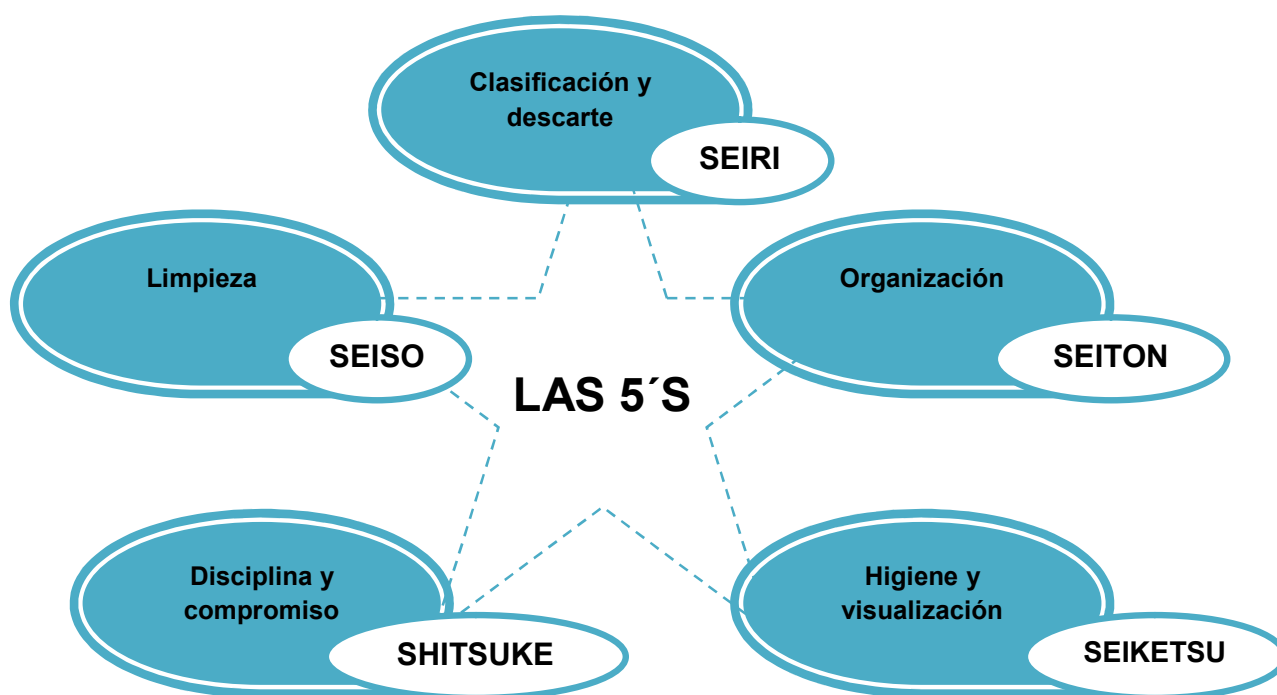 Clasificación y
descarte
SEIRI
Limpieza
SEISO
Organización
SEITON
LAS 5´S
Disciplina y
compromiso
SHITSUKE
Higiene y
visualización
SEIKETSU